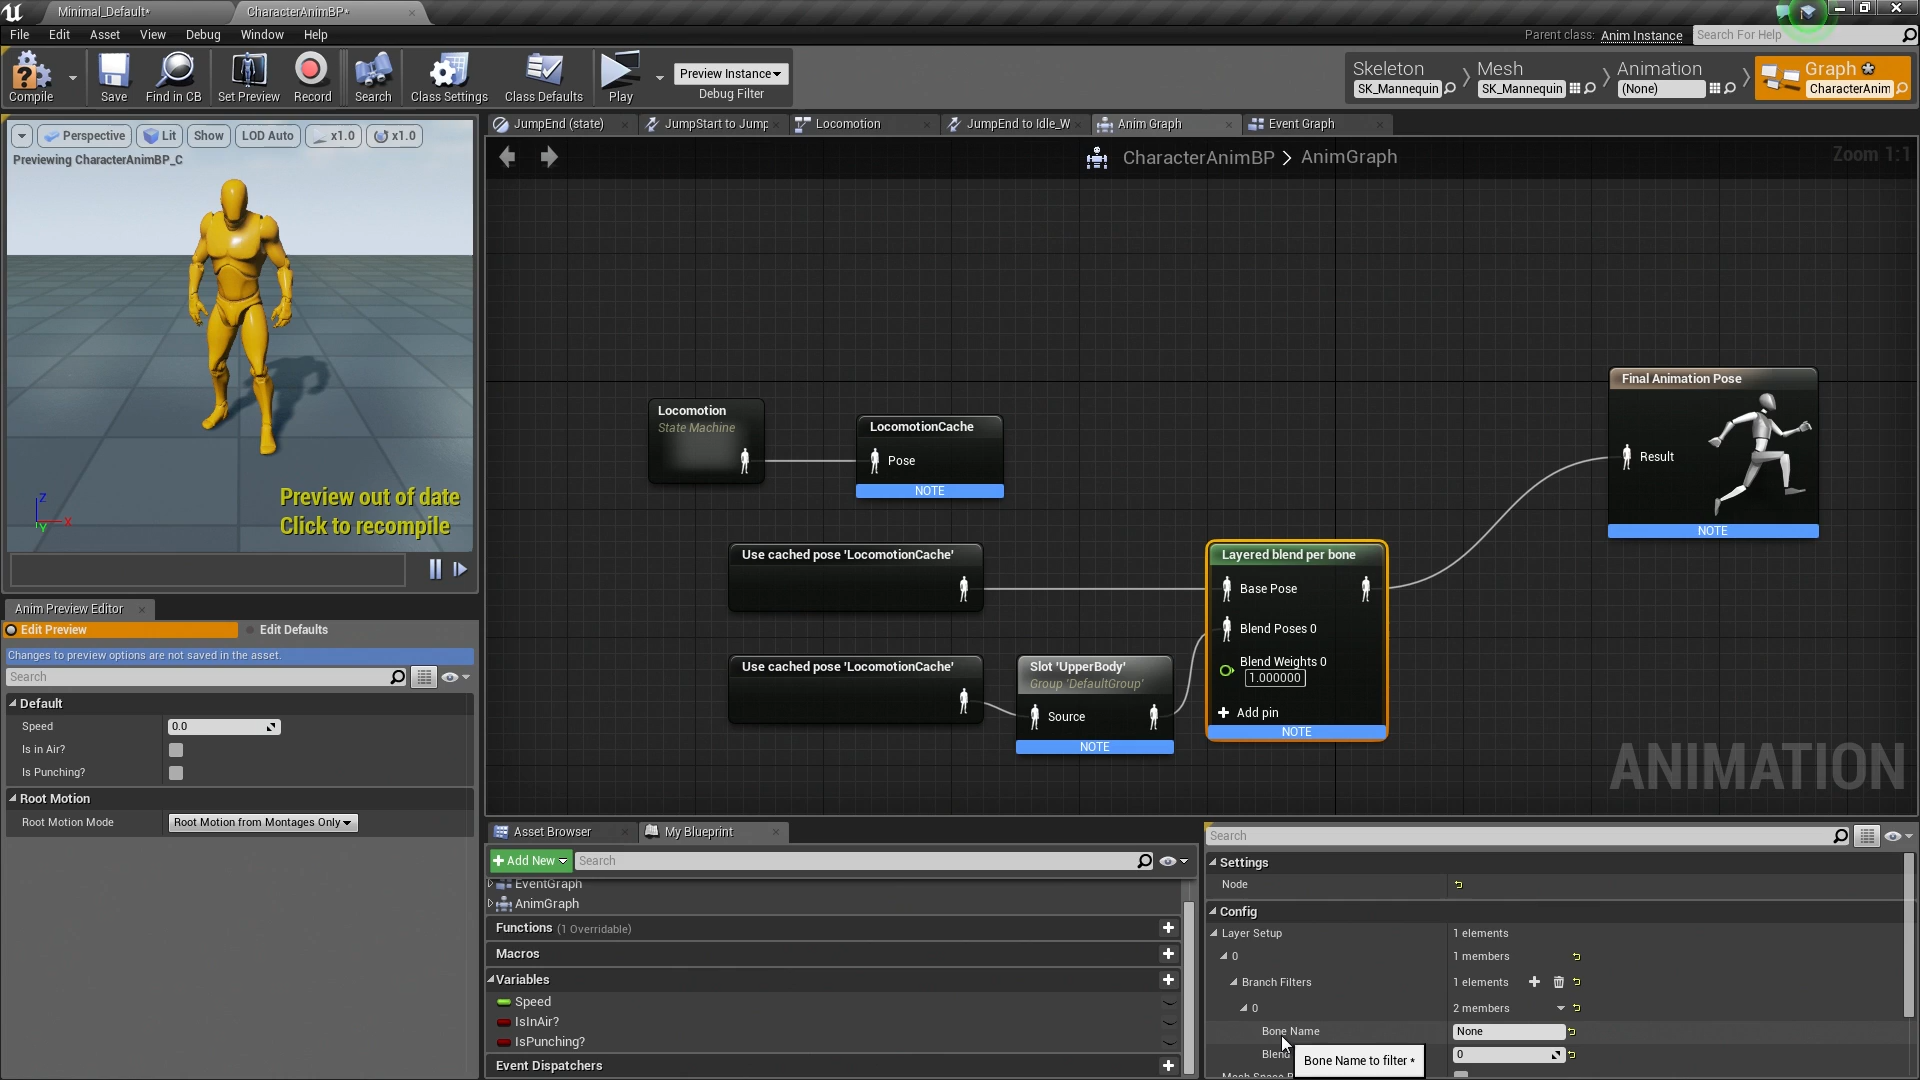 Minimal_Default*
CharacterAnimBP*
File Edit Asset View Debug Window Help
Parent class: Anim Instance
Search For Help
Compile
Save
Find in CB
Set Preview
Record
Search
Class Settings
Class Defaults
Play
Preview Instance
Debug Filter
Skeleton
SK_Mannequin
Mesh
SK_Mannequin
Animation
(None)
Graph
CharacterAnim
Perspective Lit Show LOD Auto x1.0 x1.0
Previewing CharacterAnimBP_C
Z
X
Y
Preview out of date
Click to recompile
JumpEnd (state)
JumpStart to Jump
Locomotion
JumpEnd to Idle_W
Anim Graph
Event Graph
CharacterAnimBP > AnimGraph
Zoom 1:1
Locomotion
State Machine
LocomotionCache
Pose
NOTE
Use cached pose 'LocomotionCache'
Use cached pose 'LocomotionCache'
Slot 'UpperBody'
Group 'DefaultGroup'
Source
NOTE
Layered blend per bone
Base Pose
Blend Poses 0
Blend Weights 0
1.000000
Add pin
NOTE
Final Animation Pose
Result
NOTE
ANIMATION
Anim Preview Editor
Edit Preview
Edit Defaults
Changes to preview options are not saved in the asset.
Search
Default
Speed 0.0
Is in Air?
Is Punching?
Root Motion
Root Motion Mode Root Motion from Montages Only
Asset Browser
My Blueprint
Add New
Search
EventGraph
AnimGraph
Functions (1 Overridable)
Macros
Variables
Speed
IsInAir?
IsPunching?
Event Dispatchers
Search
Settings
Node
Config
Layer Setup 1 elements
0 1 members
Branch Filters 1 elements
0 2 members
Bone Name None
Blend 0
Bone Name to filter *